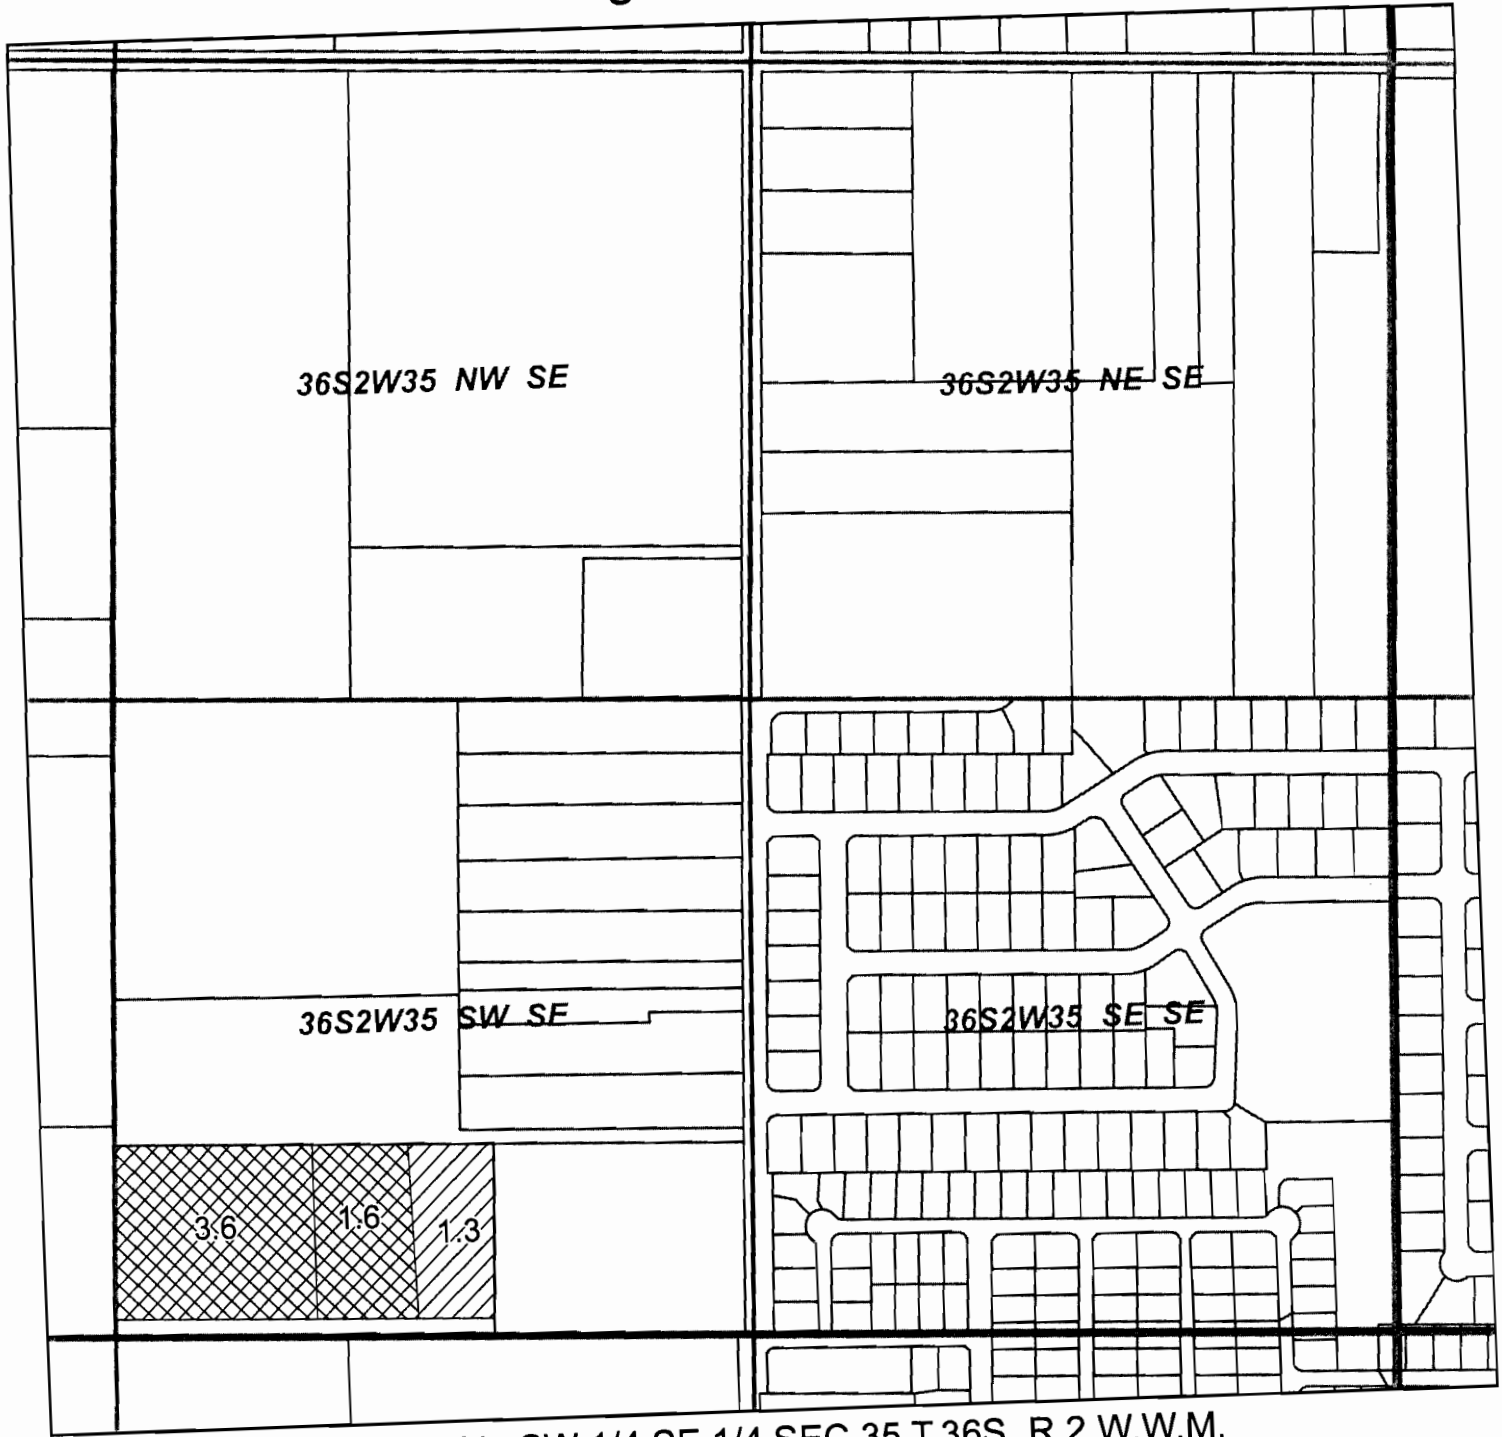 36S2W35 NW SE
36S2W35 NE SE
36S2W35 SW SE
36S2W35 SE SE
3.6
1.6
1.3
SW 1/4 SE 1/4 SEC 35 T.36S. R.2 W.W.M.